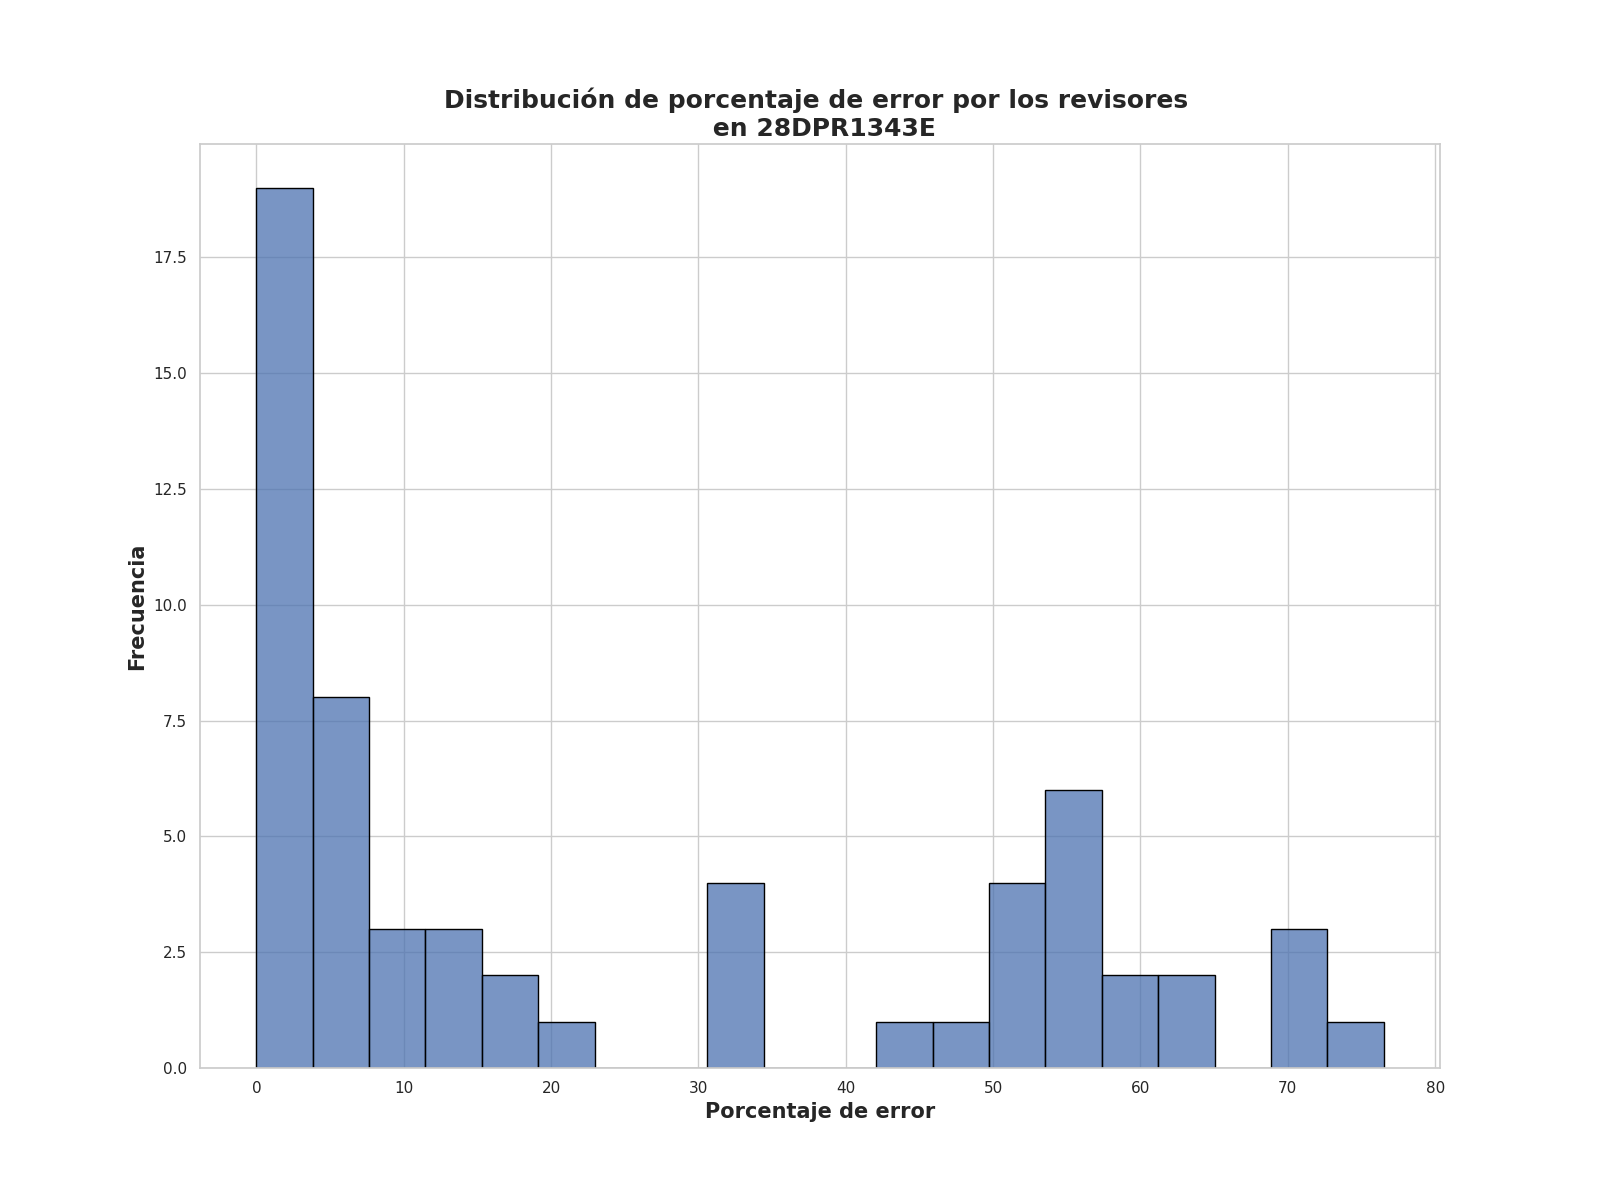 Distribución de porcentaje de error por los revisores
en 28DPR1343E
Frecuencia
17.5
15.0
12.5
10.0
7.5
5.0
2.5
0.0
0 10 20 30 40 50 60 70 80
Porcentaje de error